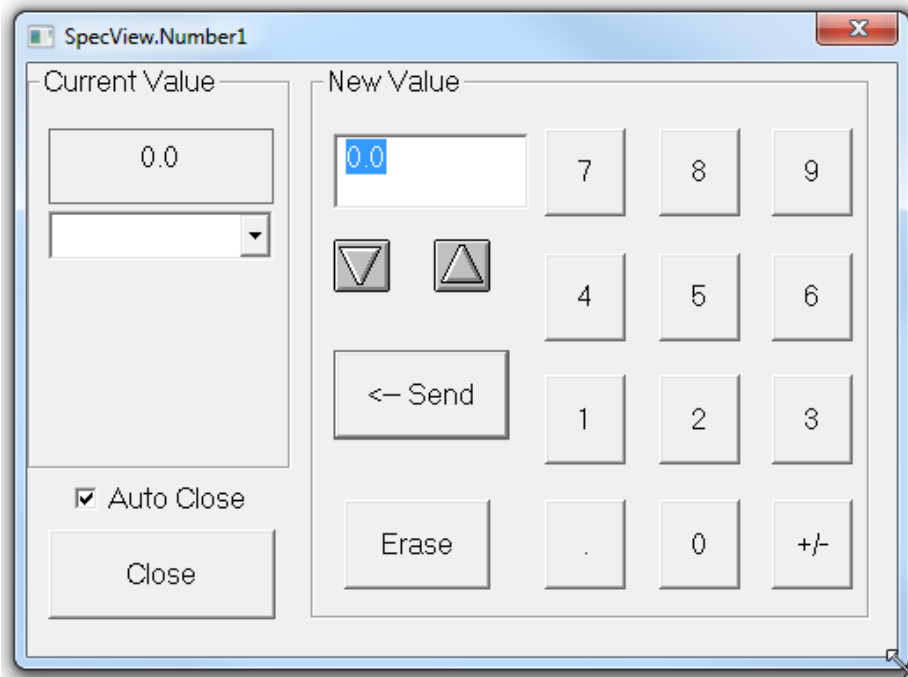 SpecView.Number1
Current Value
0.0
Auto Close
Close
New Value
0.0
<– Send
Erase
7 8 9
4 5 6
1 2 3
. 0 +/-